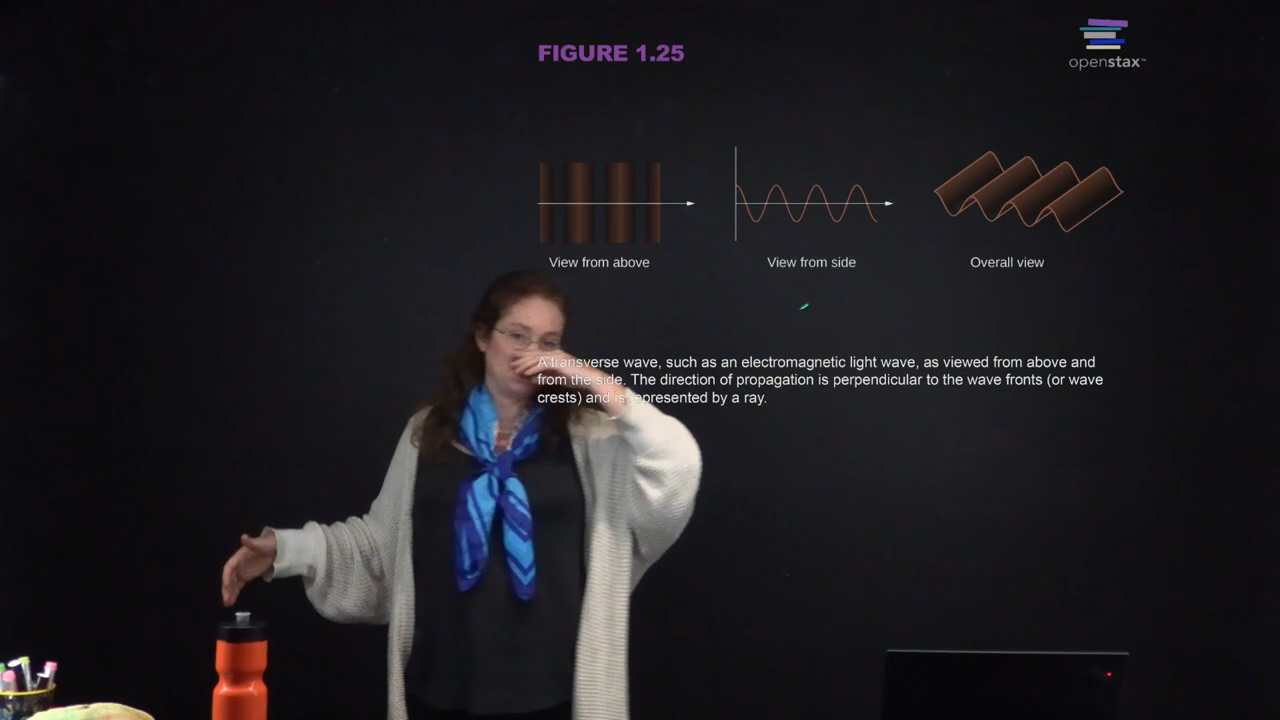 FIGURE 1.25
openstax™
View from above
View from side
Overall view
A transverse wave, such as an electromagnetic light wave, as viewed from above and
from the side. The direction of propagation is perpendicular to the wave fronts (or wave
crests) and is represented by a ray.